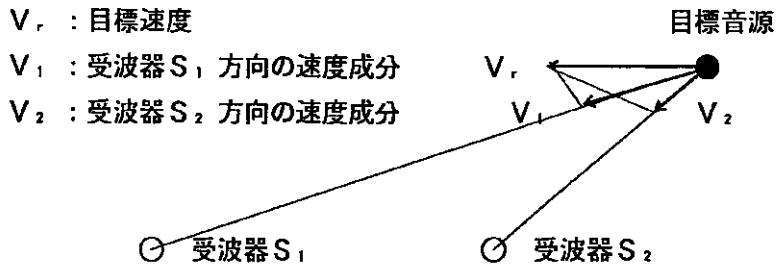 Ｖｒ ：目標速度
目標音源
Ｖ１ ：受波器Ｓ１ 方向の速度成分
Ｖｒ
Ｖ２ ：受波器Ｓ２ 方向の速度成分
Ｖ１
Ｖ２
受波器Ｓ１
受波器Ｓ２